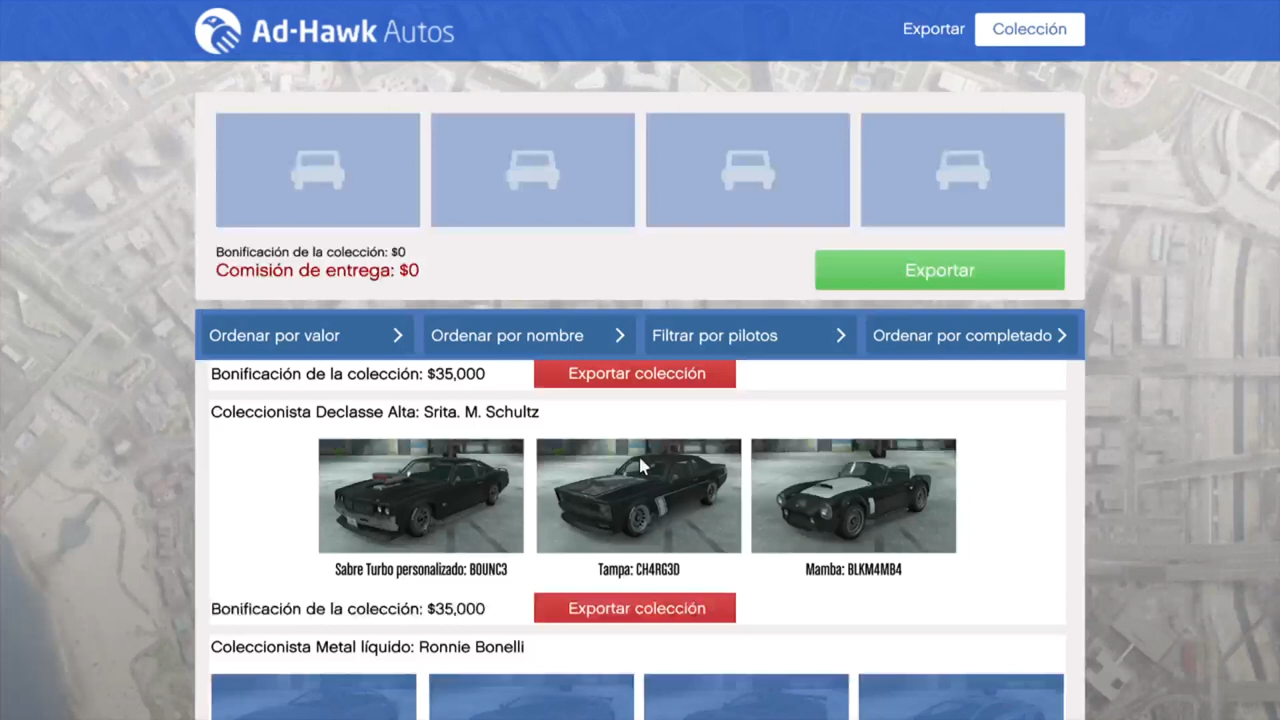 Ad-Hawk Autos
Exportar
Colección
Bonificación de la colección: $0
Comisión de entrega: $0
Exportar
Ordenar por valor
Ordenar por nombre
Filtrar por pilotos
Ordenar por completado
Bonificación de la colección: $35,000
Exportar colección
Coleccionista Declasse Alta: Srita. M. Schultz
Sabre Turbo personalizado: B0UNC3
Tampa: CH4RG3D
Mamba: BLKM4MB4
Bonificación de la colección: $35,000
Exportar colección
Coleccionista Metal líquido: Ronnie Bonelli